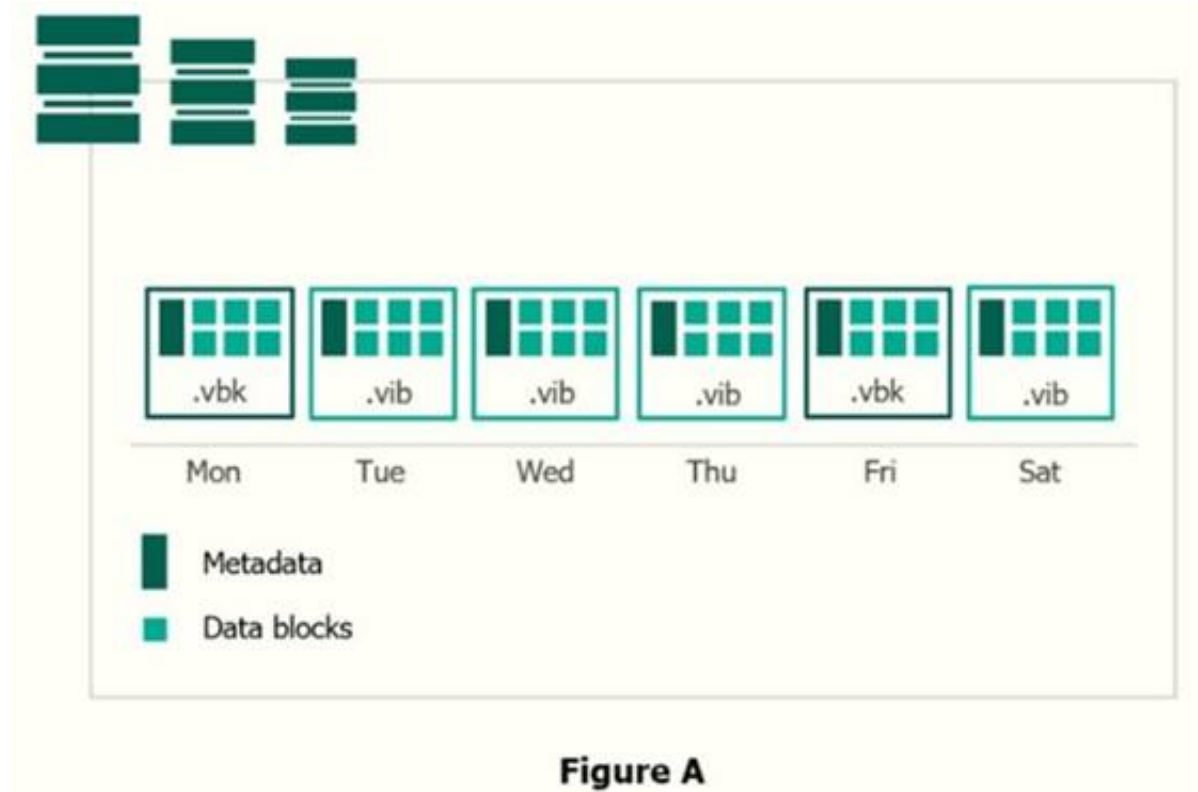 .vbk .vib .vib .vib .vbk .vib
Mon Tue Wed Thu Fri Sat
Metadata
Data blocks
Figure A